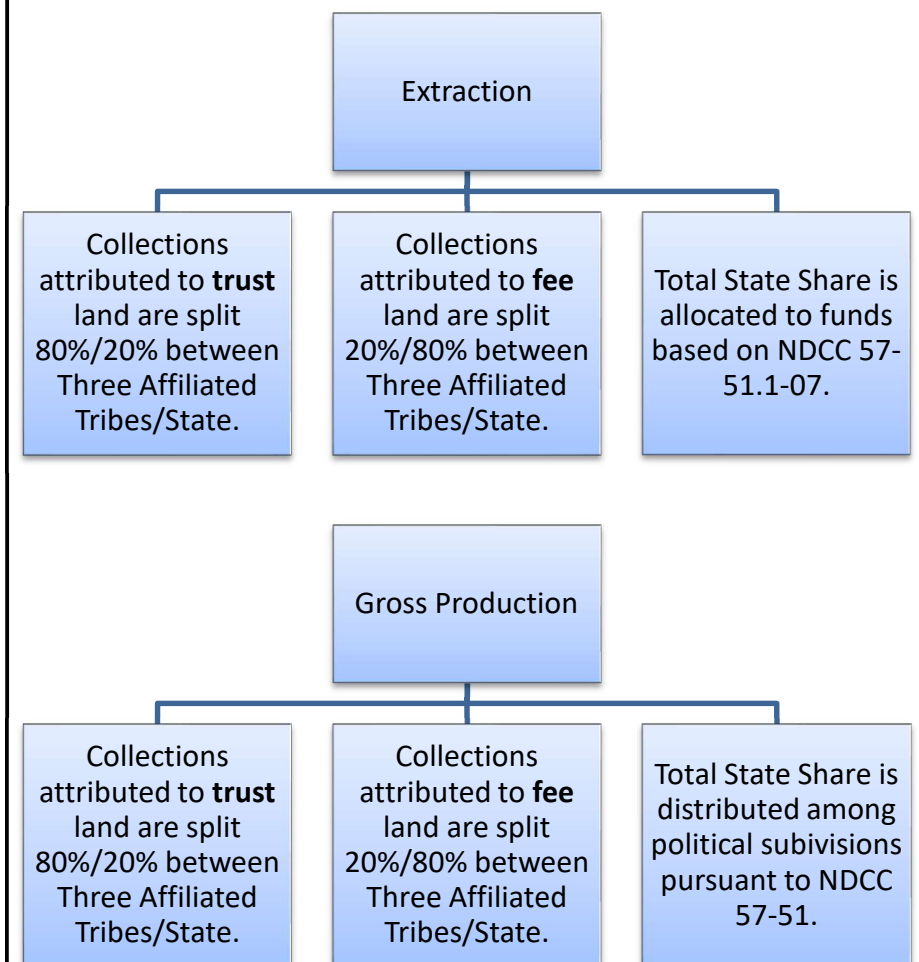 Extraction
Collections
attributed to trust
land are split
80%/20% between
Three Affiliated
Tribes/State.
Collections
attributed to fee
land are split
20%/80% between
Three Affiliated
Tribes/State.
Total State Share is
allocated to funds
based on NDCC 57-
51.1-07.
Gross Production
Collections
attributed to trust
land are split
80%/20% between
Three Affiliated
Tribes/State.
Collections
attributed to fee
land are split
20%/80% between
Three Affiliated
Tribes/State.
Total State Share is
distributed among
political subivisions
pursuant to NDCC
57-51.